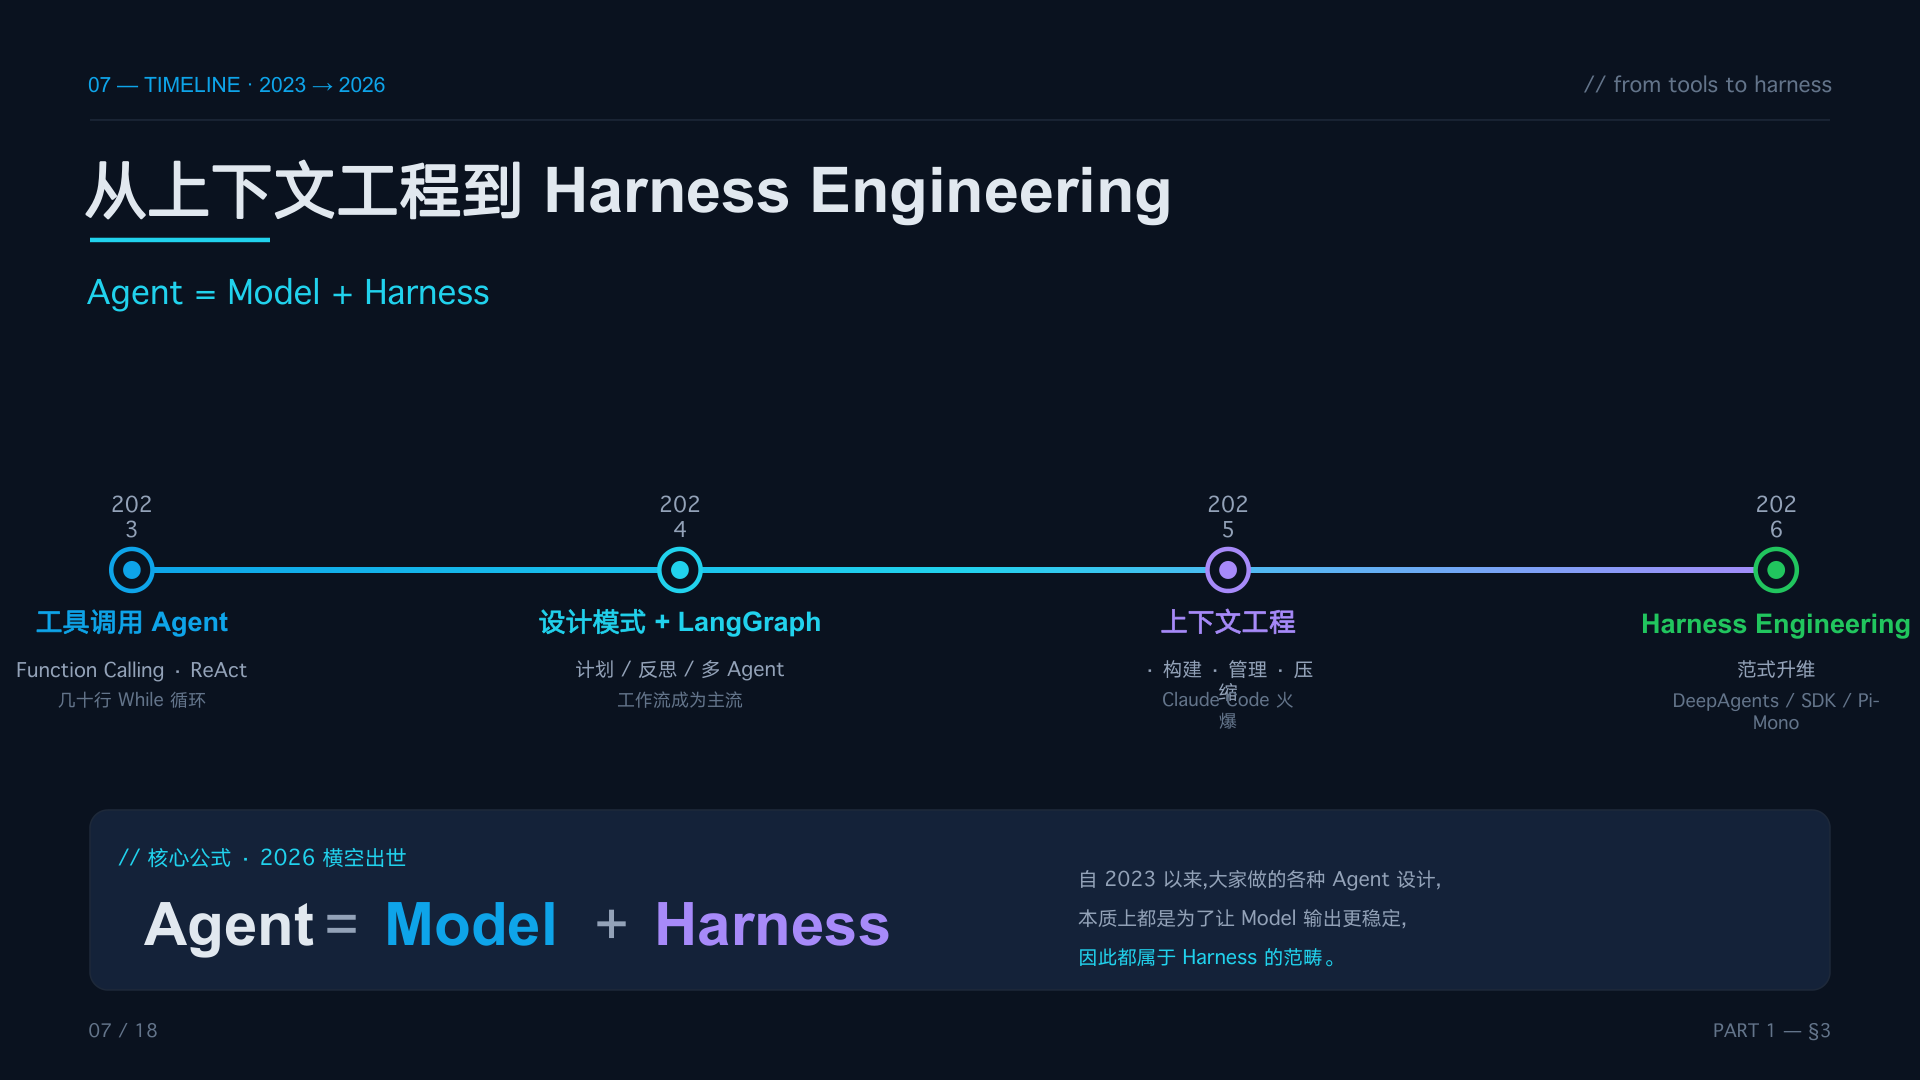 07 — TIMELINE · 2023 → 2026
// from tools to harness
从上下文工程到 Harness Engineering
Agent = Model + Harness
202
3
202
4
202
5
202
6
工具调用 Agent
设计模式 + LangGraph
上下文工程
Harness Engineering
Function Calling · ReAct
几十行 While 循环
计划 / 反思 / 多 Agent
工作流成为主流
· 构建 · 管理 · 压
缩
Claude Code 火
爆
范式升维
DeepAgents / SDK / Pi-
Mono
// 核心公式 · 2026 横空出世
Agent = Model + Harness
自 2023 以来,大家做的各种 Agent 设计,
本质上都是为了让 Model 输出更稳定,
因此都属于 Harness 的范畴。
07 / 18
PART 1 — §3